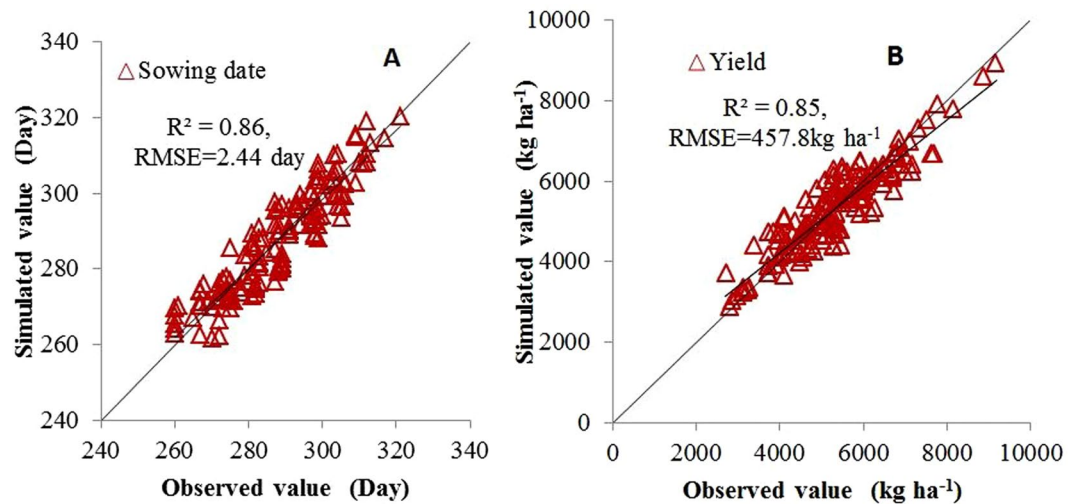 A
△ Sowing date
R² = 0.86,
RMSE=2.44 day
Simulated value (Day)
340
320
300
280
260
240
240 260 280 300 320 340
Observed value (Day)
B
△ Yield
R² = 0.85,
RMSE=457.8kg ha⁻¹
Simulated value (kg ha⁻¹)
10000
8000
6000
4000
2000
0
0 2000 4000 6000 8000 10000
Observed value (kg ha⁻¹)